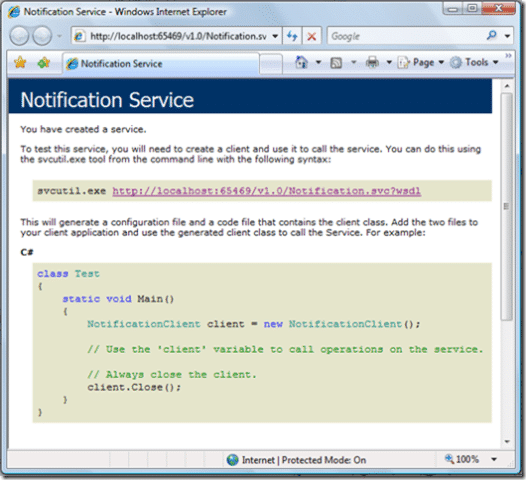 Notification Service - Windows Internet Explorer
http://localhost:65469/v1.0/Notification.sv
Google
Notification Service
Page
Tools
Notification Service
You have created a service.
To test this service, you will need to create a client and use it to call the service. You can do this using
the svcutil.exe tool from the command line with the following syntax:
svcutil.exe http://localhost:65469/v1.0/Notification.svc?wsdl
This will generate a configuration file and a code file that contains the client class. Add the two files to
your client application and use the generated client class to call the Service. For example:
C#
class Test
{
    static void Main()
    {
        NotificationClient client = new NotificationClient();
        // Use the 'client' variable to call operations on the service.
        // Always close the client.
        client.Close();
    }
}
Internet | Protected Mode: On
100%